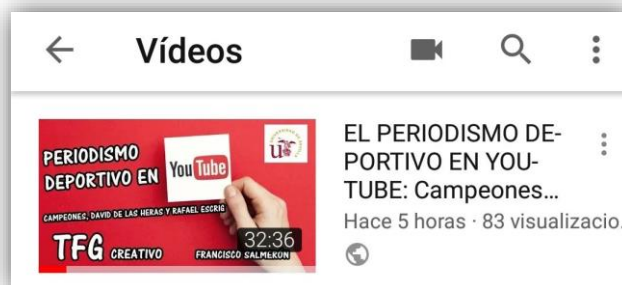 Vídeos
PERIODISMO
DEPORTIVO EN
YouTube
CAMPEONES, DAVID DE LAS HERAS Y RAFAEL ESCRIG
TFG CREATIVO
FRANCISCO SALMERÓN
32:36
EL PERIODISMO DE-
PORTIVO EN YOU-
TUBE: Campeones...
Hace 5 horas · 83 visualizacio.